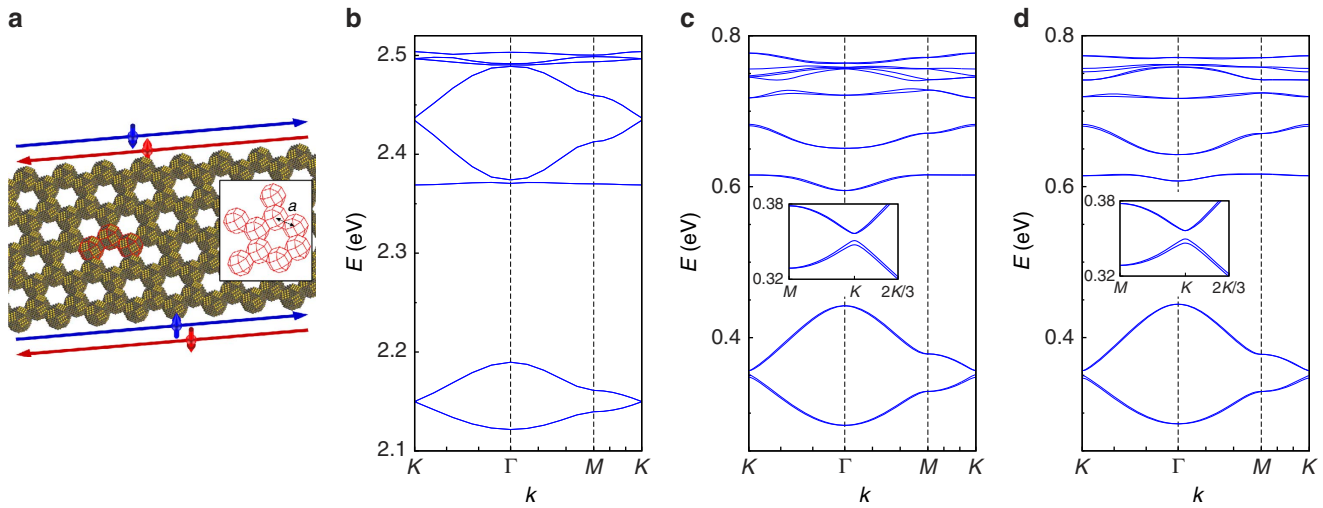 a
a
b
2.5
2.4
2.3
2.2
2.1
E (eV)
K Γ M K
k
c
0.8
0.6
0.4
E (eV)
0.38
0.32
M K 2K/3
K Γ M K
k
d
0.8
0.6
0.4
E (eV)
0.38
0.32
M K 2K/3
K Γ M K
k